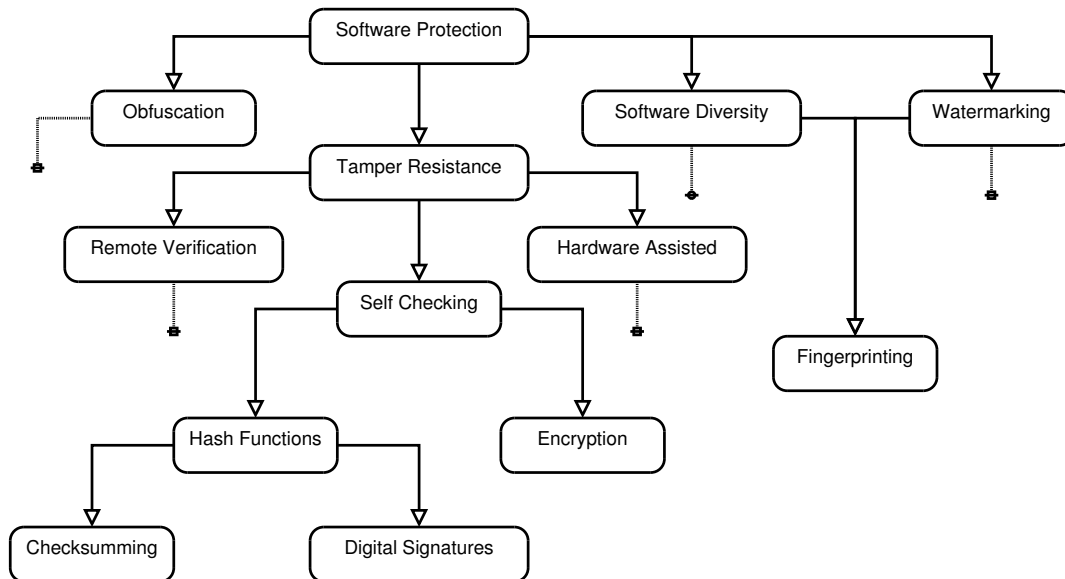 Software Protection
Obfuscation
Software Diversity
Watermarking
Tamper Resistance
Remote Verification
Hardware Assisted
Self Checking
Fingerprinting
Hash Functions
Encryption
Checksumming
Digital Signatures